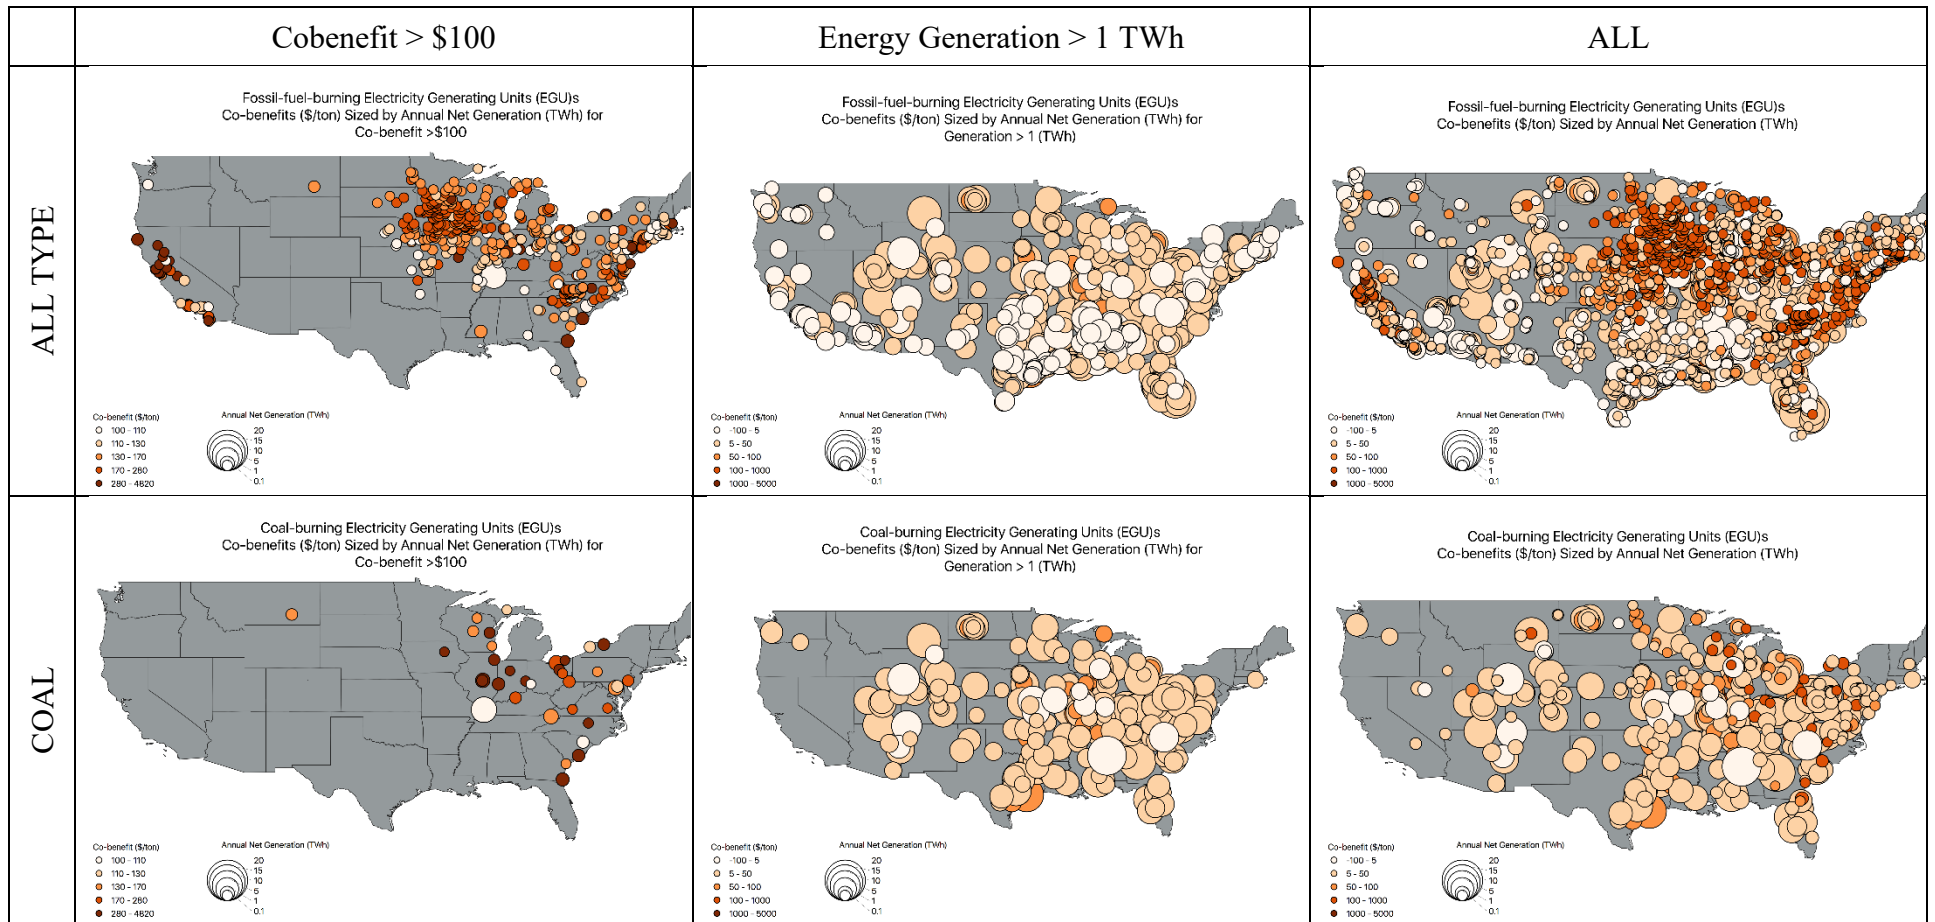 Cobenefit > $100
Energy Generation > 1 TWh
ALL
ALL TYPE
Fossil-fuel-burning Electricity Generating Units (EGU)s
Co-benefits ($/ton) Sized by Annual Net Generation (TWh) for
Co-benefit >$100
Co-benefit ($/ton)
100 - 110
110 - 130
130 - 170
170 - 280
280 - 4820
Annual Net Generation (TWh)
20
15
10
5
1
0.1
Fossil-fuel-burning Electricity Generating Units (EGU)s
Co-benefits ($/ton) Sized by Annual Net Generation (TWh) for
Generation > 1 (TWh)
Co-benefit ($/ton)
-100 - 5
5 - 50
50 - 100
100 - 1000
1000 - 5000
Annual Net Generation (TWh)
20
15
10
5
1
0.1
Fossil-fuel-burning Electricity Generating Units (EGU)s
Co-benefits ($/ton) Sized by Annual Net Generation (TWh)
Co-benefit ($/ton)
-100 - 5
5 - 50
50 - 100
100 - 1000
1000 - 5000
Annual Net Generation (TWh)
20
15
10
5
1
0.1
COAL
Coal-burning Electricity Generating Units (EGU)s
Co-benefits ($/ton) Sized by Annual Net Generation (TWh) for
Co-benefit >$100
Co-benefit ($/ton)
100 - 110
110 - 130
130 - 170
170 - 280
280 - 4820
Annual Net Generation (TWh)
20
15
10
5
1
0.1
Coal-burning Electricity Generating Units (EGU)s
Co-benefits ($/ton) Sized by Annual Net Generation (TWh) for
Generation > 1 (TWh)
Co-benefit ($/ton)
-100 - 5
5 - 50
50 - 100
100 - 1000
1000 - 5000
Annual Net Generation (TWh)
20
15
10
5
1
0.1
Coal-burning Electricity Generating Units (EGU)s
Co-benefits ($/ton) Sized by Annual Net Generation (TWh)
Co-benefit ($/ton)
-100 - 5
5 - 50
50 - 100
100 - 1000
1000 - 5000
Annual Net Generation (TWh)
20
15
10
5
1
0.1